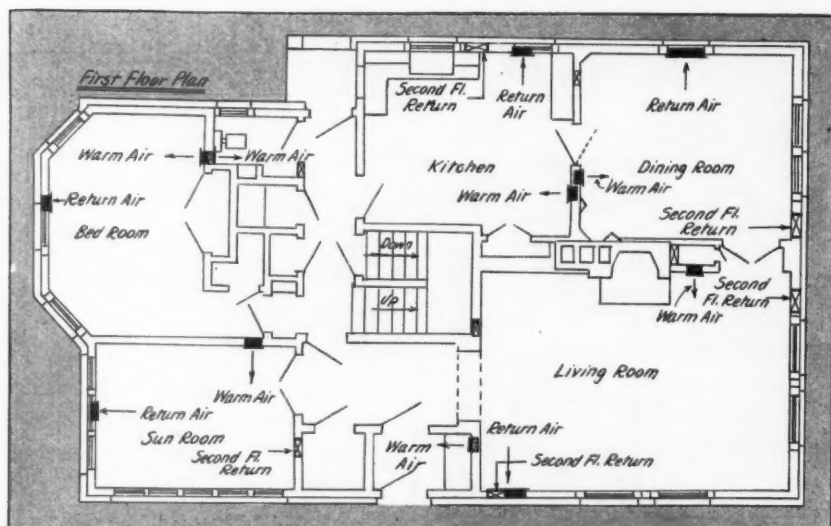 First Floor Plan
Second Fl.
Return
Return
Air
Return Air
Warm Air
Warm Air
Kitchen
Dining Room
Warm Air
Warm Air
Return Air
Bed Room
Second Fl.
Return
Down
Up
Second
Fl. Return
Warm Air
Living Room
Warm Air
Return Air
Sun Room
Second Fl.
Return
Warm
Air
Return Air
Second Fl. Return